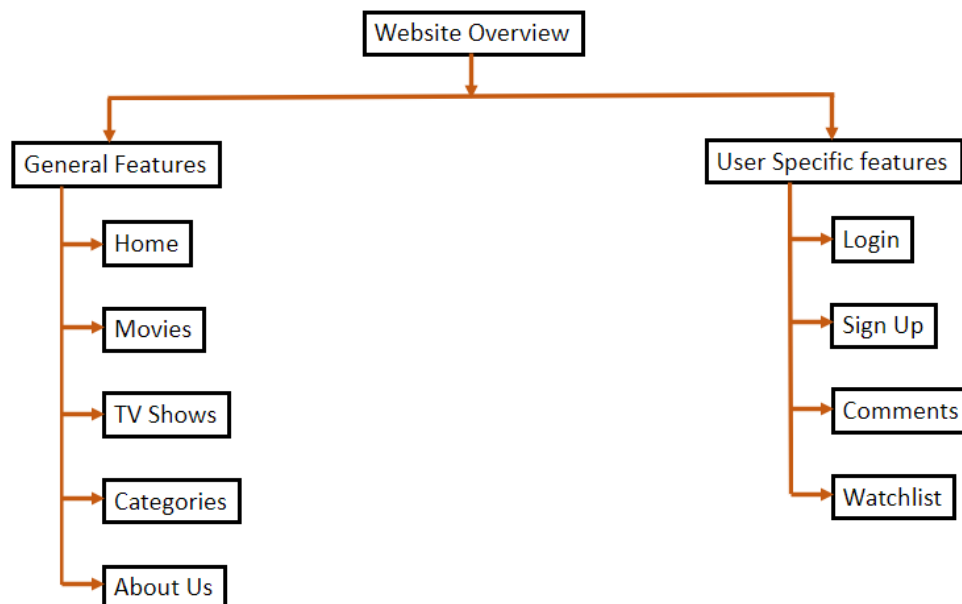 Website Overview
General Features
Home
Movies
TV Shows
Categories
About Us
User Specific features
Login
Sign Up
Comments
Watchlist